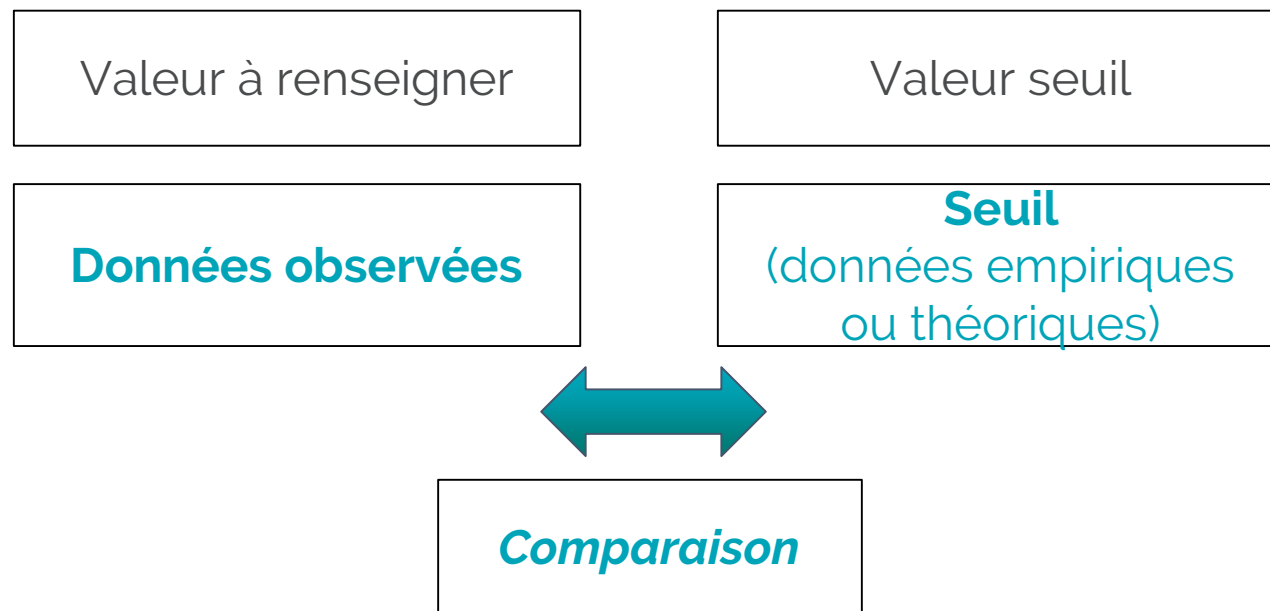 Valeur à renseigner
Valeur seuil
Données observées
Seuil
(données empiriques
ou théoriques)
Comparaison